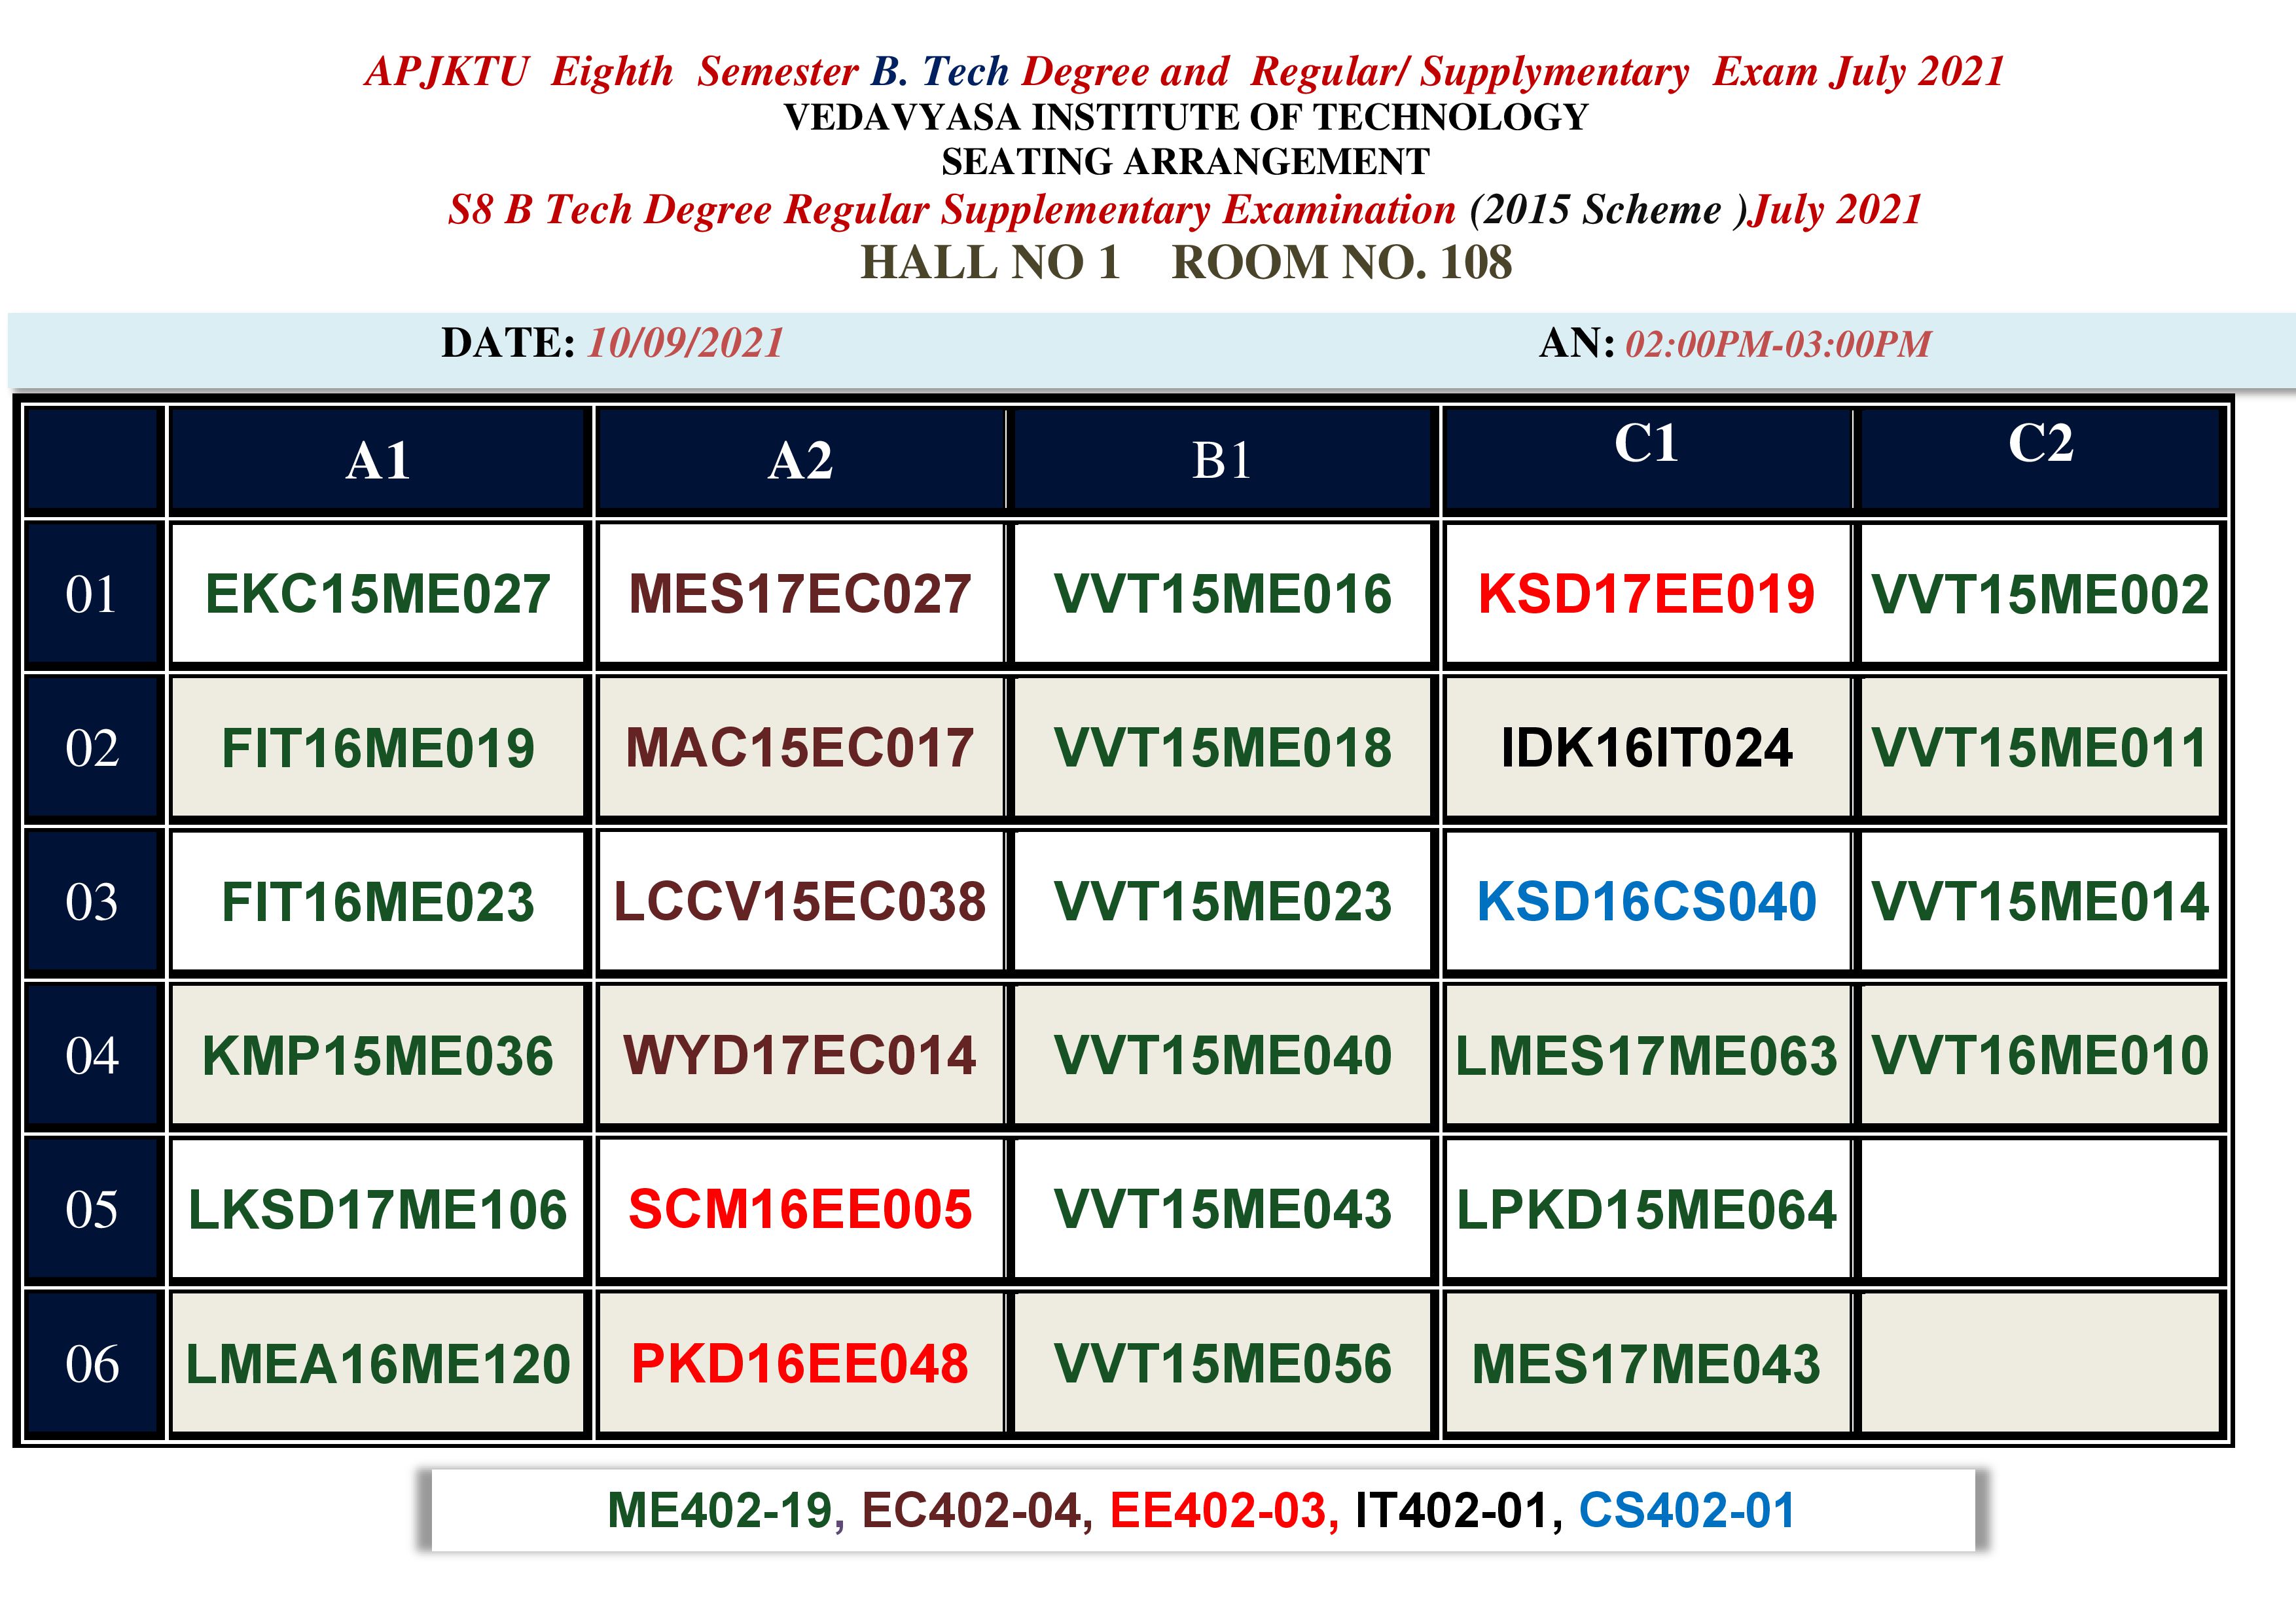 APJKTU Eighth Semester B. Tech Degree and Regular/ Supplymentary Exam July 2021
VEDAVYASA INSTITUTE OF TECHNOLOGY
SEATING ARRANGEMENT
S8 B Tech Degree Regular Supplementary Examination (2015 Scheme )July 2021
HALL NO 1 ROOM NO. 108
DATE: 10/09/2021 AN: 02:00PM-03:00PM
A1 A2 B1 C1 C2
01 EKC15ME027 MES17EC027 VVT15ME016 KSD17EE019 VVT15ME002
02 FIT16ME019 MAC15EC017 VVT15ME018 IDK16IT024 VVT15ME011
03 FIT16ME023 LCCV15EC038 VVT15ME023 KSD16CS040 VVT15ME014
04 KMP15ME036 WYD17EC014 VVT15ME040 LMES17ME063 VVT16ME010
05 LKSD17ME106 SCM16EE005 VVT15ME043 LPKD15ME064
06 LMEA16ME120 PKD16EE048 VVT15ME056 MES17ME043
ME402-19, EC402-04, EE402-03, IT402-01, CS402-01